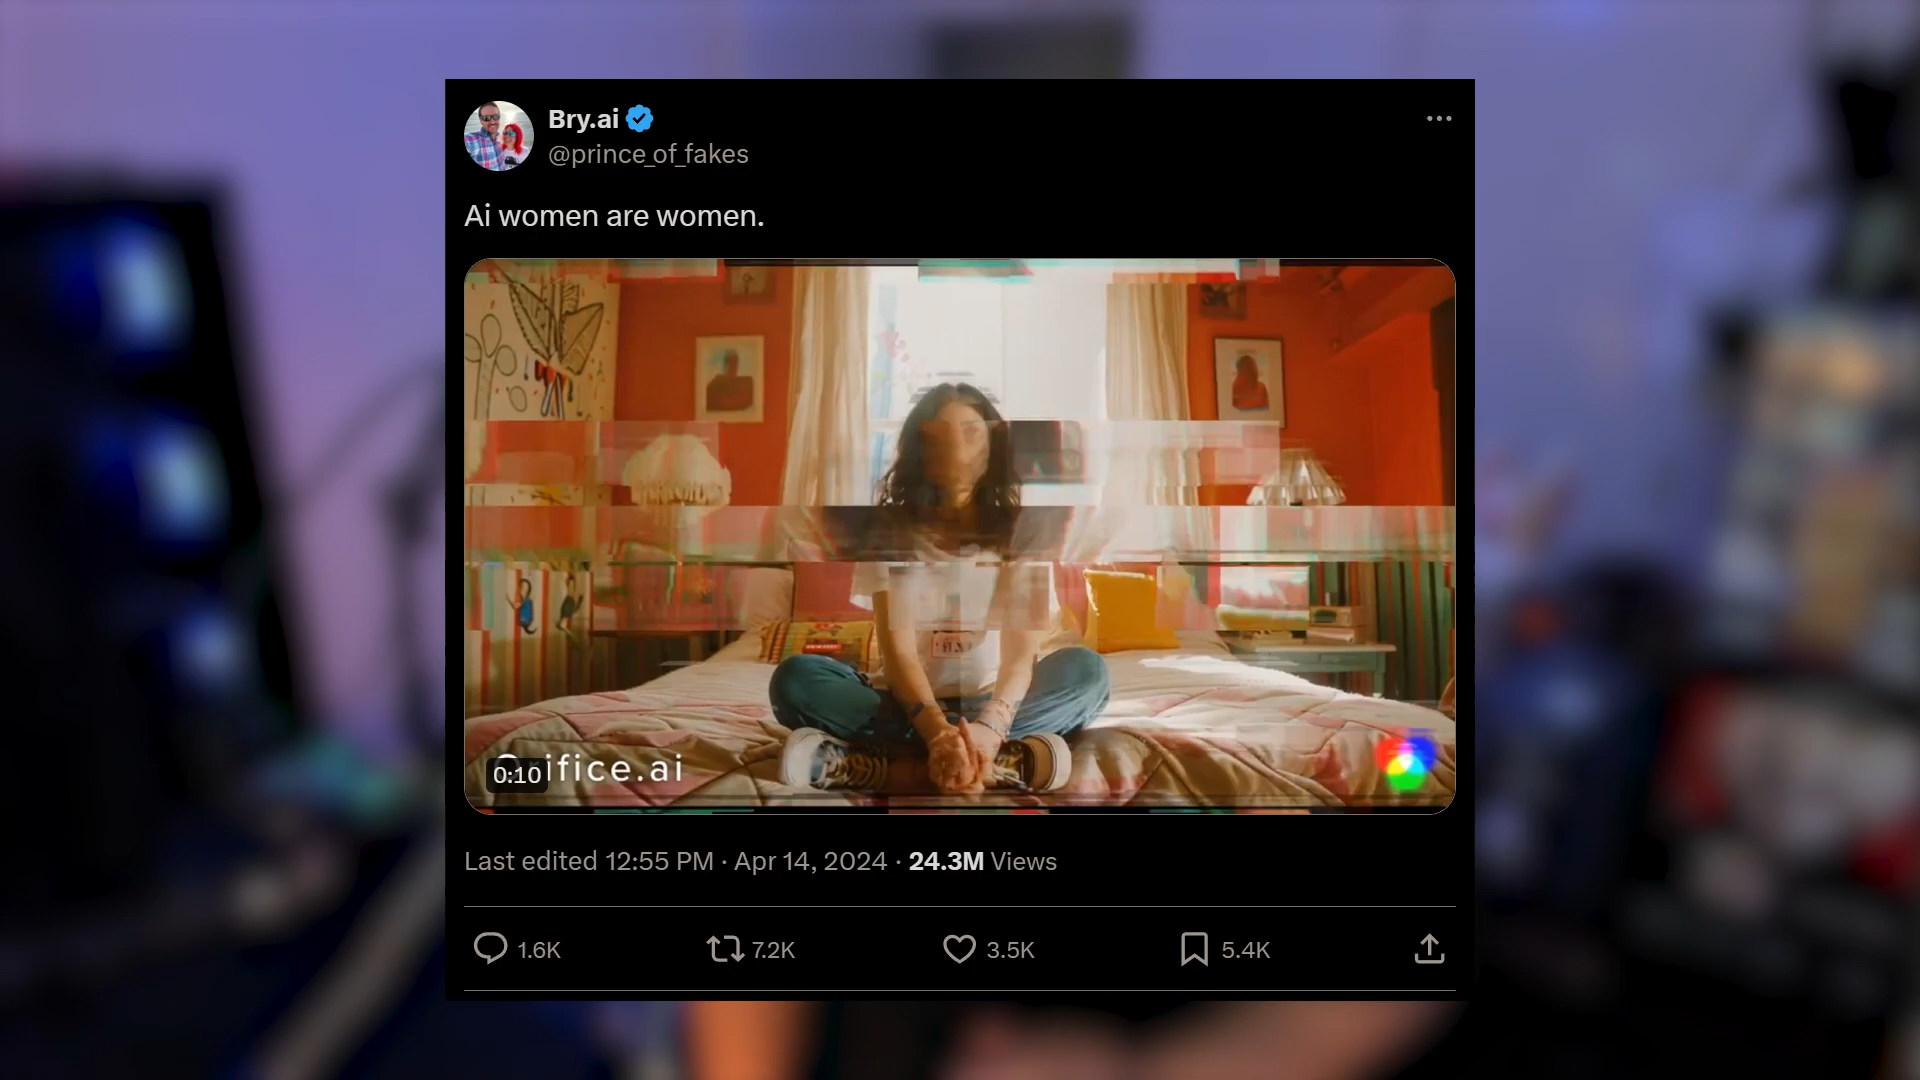 Bry.ai
@prince_of_fakes
Ai women are women.
ifice.ai
0:10
Last edited 12:55 PM · Apr 14, 2024 · 24.3M Views
1.6K
7.2K
3.5K
5.4K